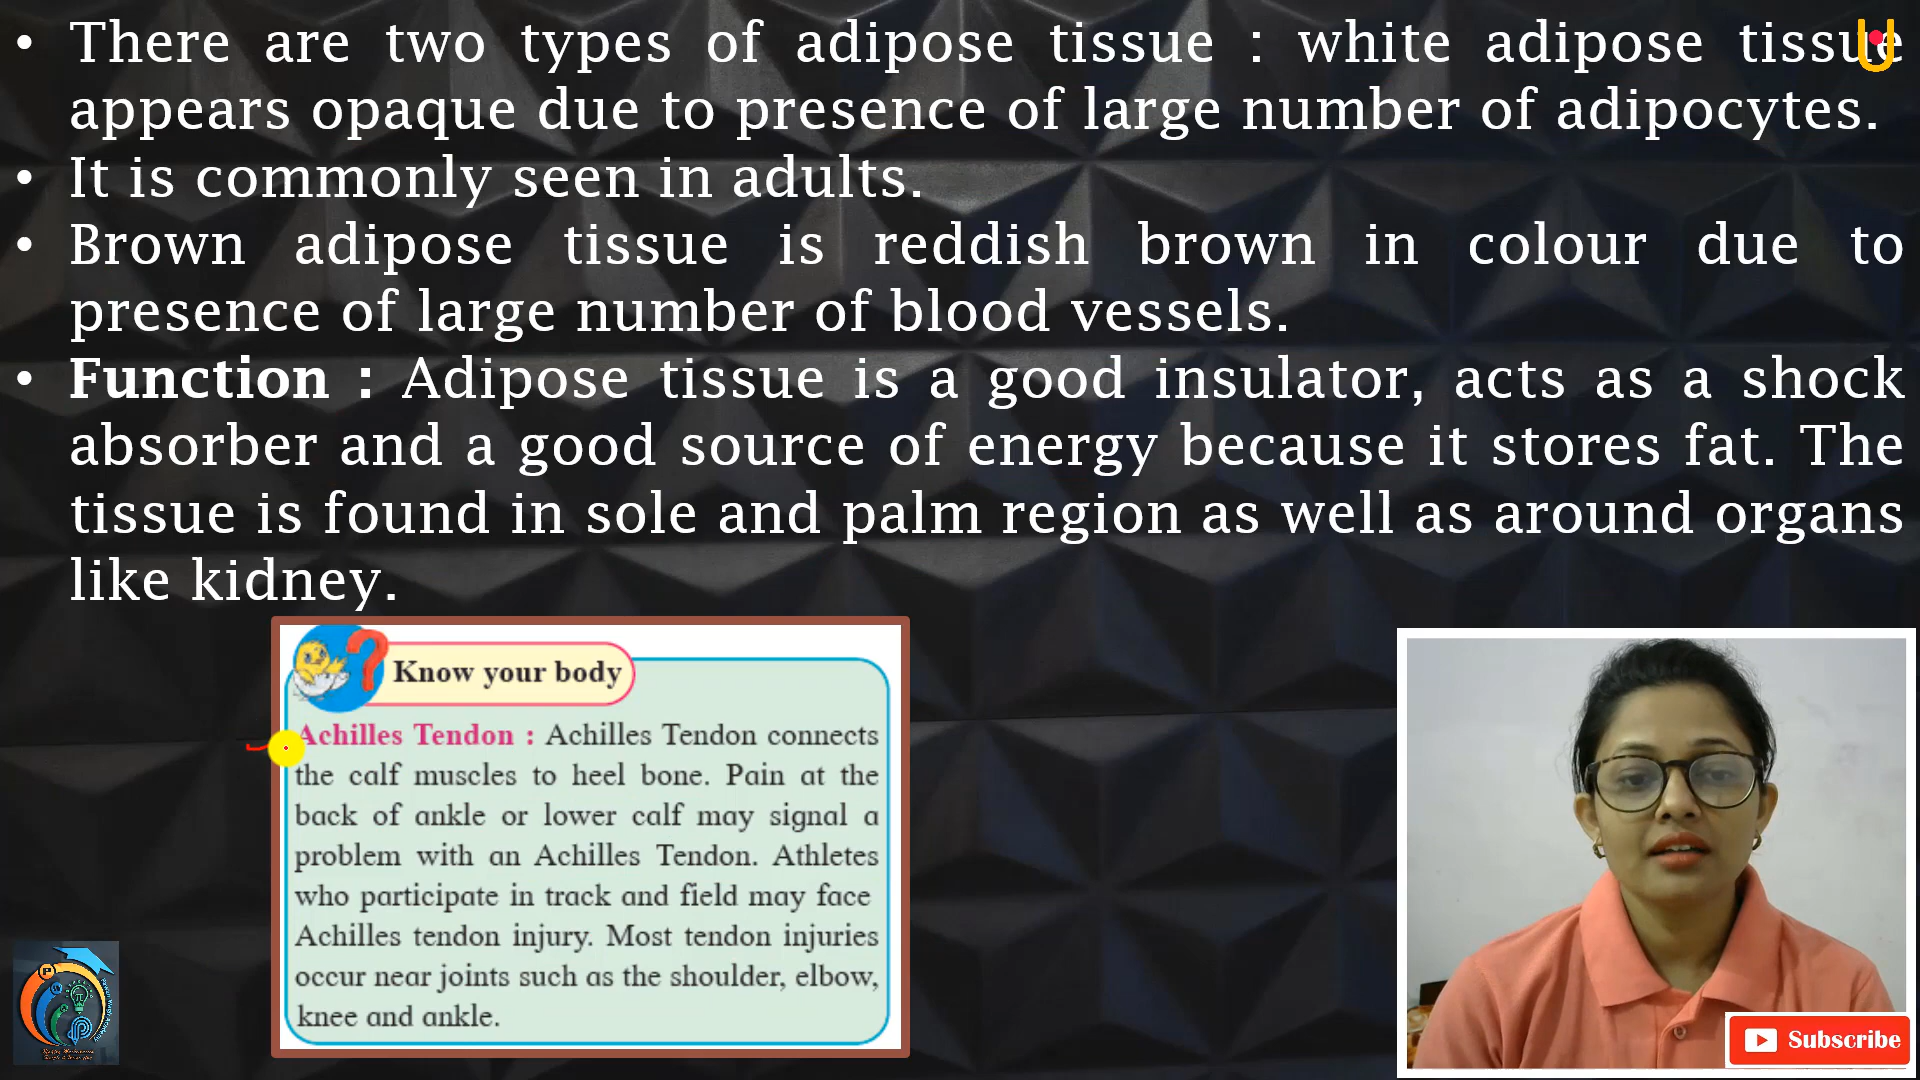 • There are two types of adipose tissue : white adipose tissue
appears opaque due to presence of large number of adipocytes.
• It is commonly seen in adults.
• Brown adipose tissue is reddish brown in colour due to
presence of large number of blood vessels.
• Function : Adipose tissue is a good insulator, acts as a shock
absorber and a good source of energy because it stores fat. The
tissue is found in sole and palm region as well as around organs
like kidney.
Know your body
Achilles Tendon : Achilles Tendon connects
the calf muscles to heel bone. Pain at the
back of ankle or lower calf may signal a
problem with an Achilles Tendon. Athletes
who participate in track and field may face
Achilles tendon injury. Most tendon injuries
occur near joints such as the shoulder, elbow,
knee and ankle.
Subscribe